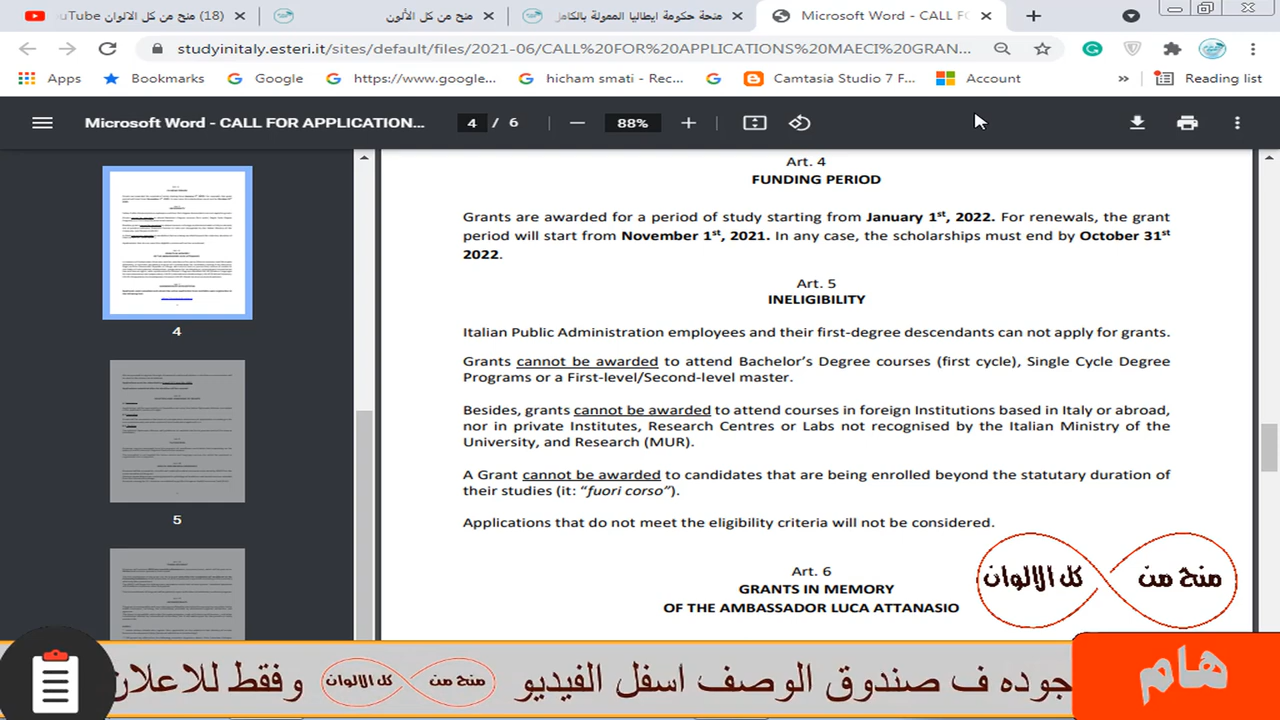 (18) منح من كل الالوان
منح من كل الألون
منحة حكومة ايطاليا الممولة بالكامل
Microsoft Word - CALL FO
studyinitaly.esteri.it/sites/default/files/2021-06/CALL%20FOR%20APPLICATIONS%20MAECI%20GRAN...
Apps Bookmarks Google https://www.google... hicham smati - Rec... Camtasia Studio 7 F... Account » Reading list
Microsoft Word - CALL FOR APPLICATION... 4 / 6 88%
Art. 4
FUNDING PERIOD
Grants are awarded for a period of study starting from January 1st, 2022. For renewals, the grant
period will start from November 1st, 2021. In any case, the scholarships must end by October 31st
2022.
Art. 5
INELIGIBILITY
Italian Public Administration employees and their first-degree descendants can not apply for grants.
Grants cannot be awarded to attend Bachelor's Degree courses (first cycle), Single Cycle Degree
Programs or a First-level/Second-level master.
Besides, grants cannot be awarded to attend courses in foreign Institutions based in Italy or abroad,
nor in private Institutes, Research Centres or Labs not recognised by the Italian Ministry of the
University, and Research (MUR).
A Grant cannot be awarded to candidates that are being enrolled beyond the statutory duration of
their studies (it: "fuori corso").
Applications that do not meet the eligibility criteria will not be considered.
Art. 6
GRANTS IN MEMORY
OF THE AMBASSADOR LUCA ATTANASIO
4
5
منح من كل الالوان
هام
جوده ف صندوق الوصف اسفل الفيديو منح من كل الالوان وفقط للاعلان